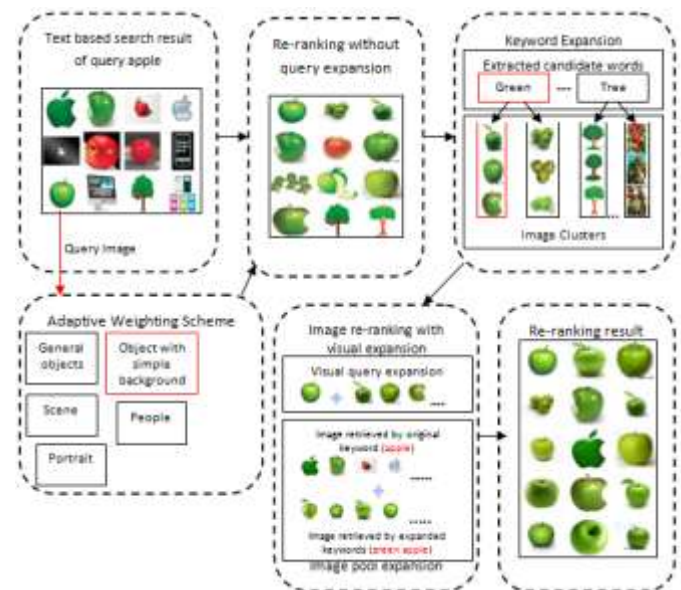 Text based search result
of query apple
Re-ranking without
query expansion
Keyword Expansion
Extracted candidate words
Green
....
Tree
Image Clusters
Query Image
Adaptive Weighting Scheme
General
objects
Object with
simple
background
Scene
People
Portrait
Image re-ranking with
visual expansion
Visual query expansion
....
Image retrieved by original
keyword (apple)
......
......
Image retrieved by expanded
keywords (green apple)
Image pool expansion
Re-ranking result